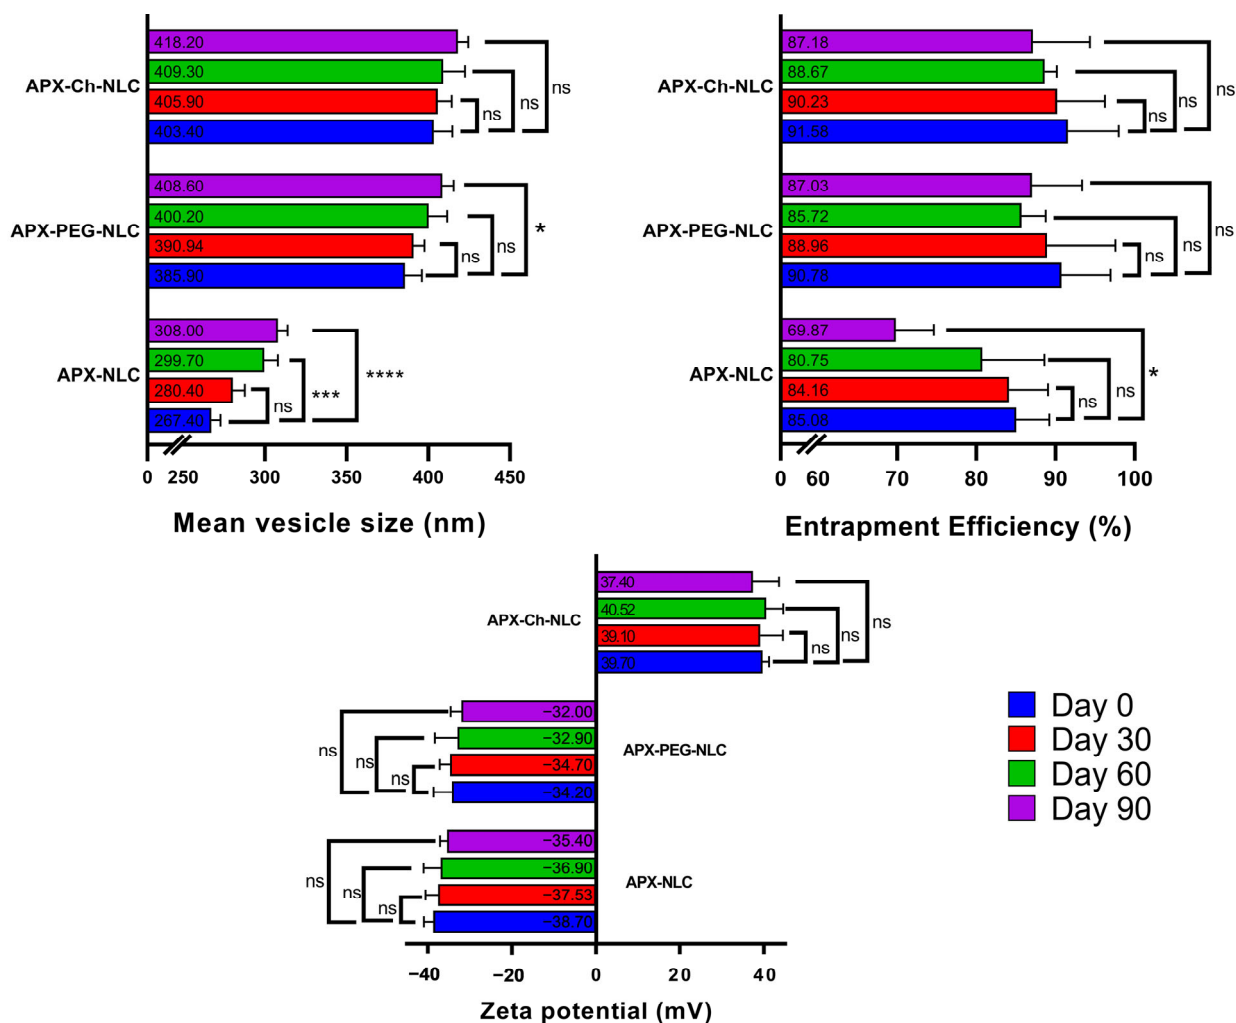 418.20
409.30
APX-Ch-NLC
405.90
403.40
ns
ns
ns
408.60
400.20
APX-PEG-NLC
390.94
385.90
ns
ns
*
308.00
299.70
APX-NLC
280.40
267.40
ns
***
****
0 250 300 350 400 450
Mean vesicle size (nm)
87.18
88.67
APX-Ch-NLC
90.23
91.58
ns
ns
ns
87.03
85.72
APX-PEG-NLC
88.96
90.78
ns
ns
ns
69.87
80.75
APX-NLC
84.16
85.08
ns
ns
*
0 60 70 80 90 100
Entrapment Efficiency (%)
37.40
40.52
APX-Ch-NLC
39.10
39.70
ns
ns
ns
−32.00
−32.90
APX-PEG-NLC
−34.70
−34.20
ns
ns
ns
−35.40
−36.90
APX-NLC
−37.53
−38.70
ns
ns
ns
−40 −20 0 20 40
Zeta potential (mV)
Day 0
Day 30
Day 60
Day 90